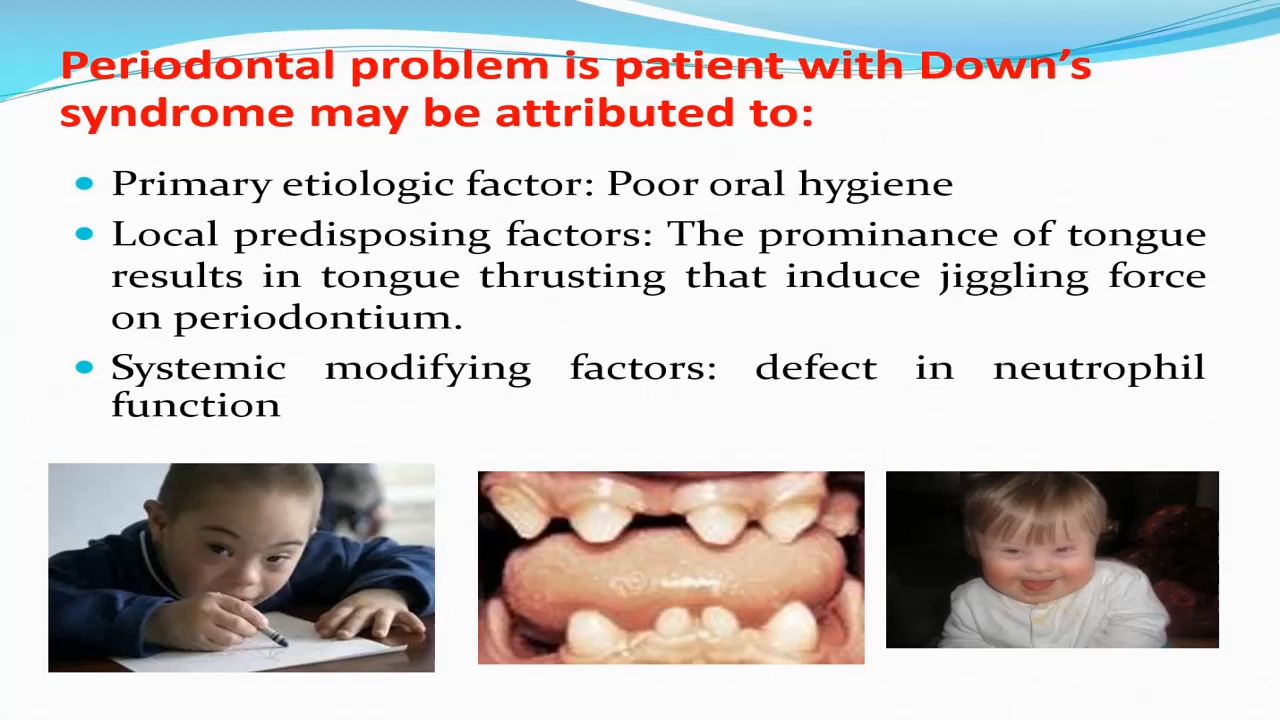 Periodontal problem is patient with Down's
syndrome may be attributed to:
• Primary etiologic factor: Poor oral hygiene
• Local predisposing factors: The prominance of tongue
results in tongue thrusting that induce jiggling force
on periodontium.
• Systemic modifying factors: defect in neutrophil
function